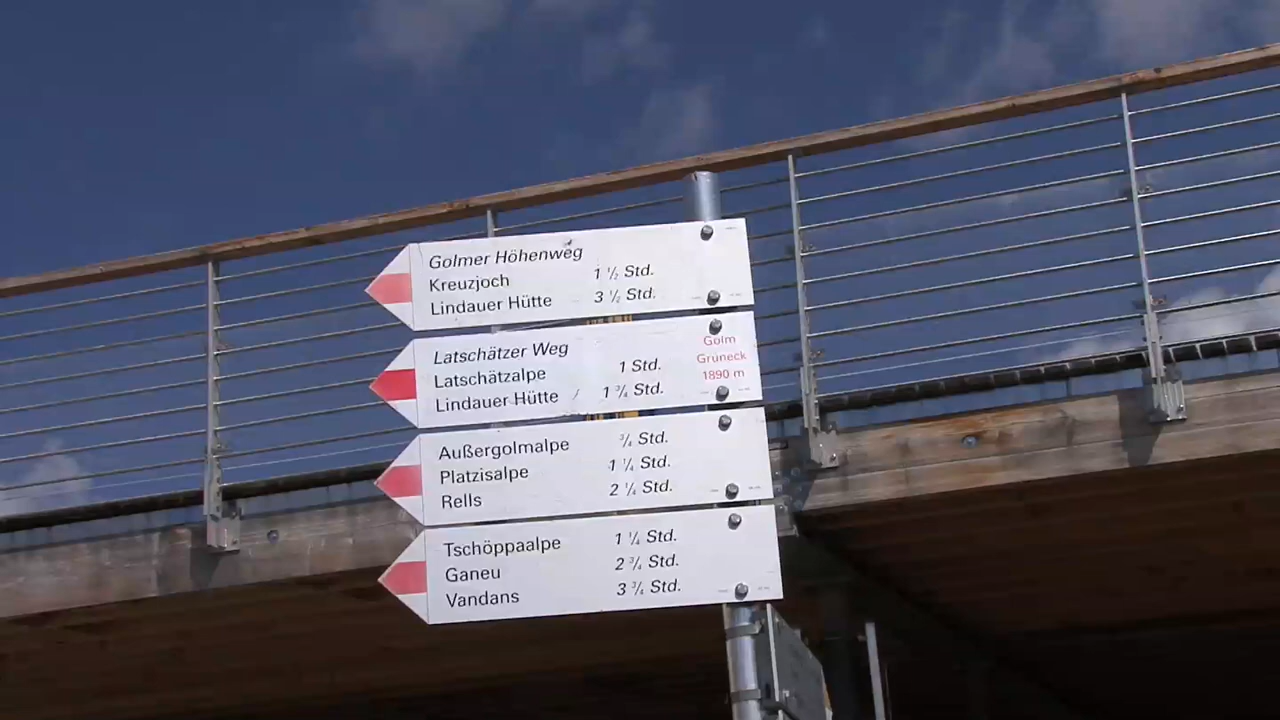 Golmer Höhenweg
Kreuzjoch 1 ½ Std.
Lindauer Hütte 3 ½ Std.
Latschätzer Weg
Latschätzalpe 1 Std.
Lindauer Hütte 1 ¾ Std.
Golm
Grüneck
1890 m
Außergolmalpe ¾ Std.
Platzisalpe 1 ¼ Std.
Rells 2 ¼ Std.
Tschöppaalpe 1 ¼ Std.
Ganeu 2 ¾ Std.
Vandans 3 ¾ Std.